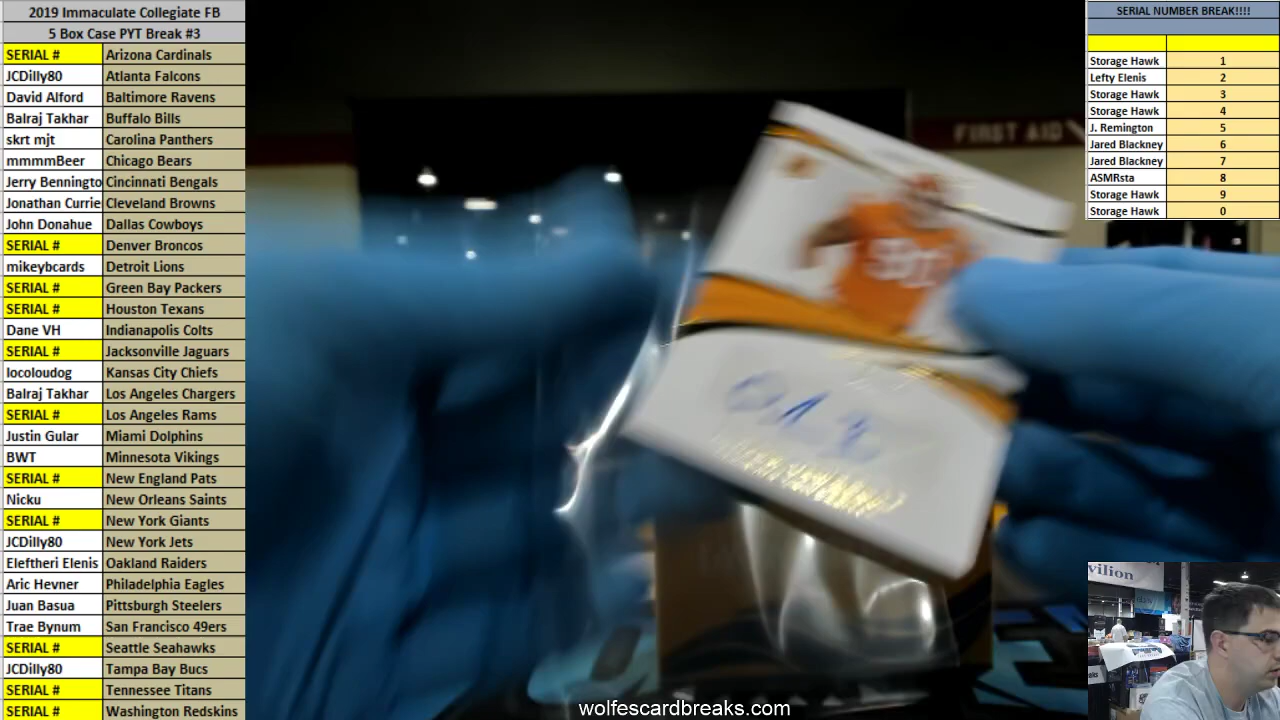 2019 Immaculate Collegiate FB
5 Box Case PYT Break #3
SERIAL # Arizona Cardinals
JCDilly80 Atlanta Falcons
David Alford Baltimore Ravens
Balraj Takhar Buffalo Bills
skrt mjt Carolina Panthers
mmmmBeer Chicago Bears
Jerry Benningto Cincinnati Bengals
Jonathan Currie Cleveland Browns
John Donahue Dallas Cowboys
SERIAL # Denver Broncos
mikeybcards Detroit Lions
SERIAL # Green Bay Packers
SERIAL # Houston Texans
Dane VH Indianapolis Colts
SERIAL # Jacksonville Jaguars
locoloudog Kansas City Chiefs
Balraj Takhar Los Angeles Chargers
SERIAL # Los Angeles Rams
Justin Gular Miami Dolphins
BWT Minnesota Vikings
SERIAL # New England Pats
Nicku New Orleans Saints
SERIAL # New York Giants
JCDilly80 New York Jets
Eleftheri Elenis Oakland Raiders
Aric Hevner Philadelphia Eagles
Juan Basua Pittsburgh Steelers
Trae Bynum San Francisco 49ers
SERIAL # Seattle Seahawks
JCDilly80 Tampa Bay Bucs
SERIAL # Tennessee Titans
SERIAL # Washington Redskins
FIRST AID
SERIAL NUMBER BREAK!!!!
Storage Hawk 1
Lefty Elenis 2
Storage Hawk 3
Storage Hawk 4
J. Remington 5
Jared Blackney 6
Jared Blackney 7
ASMRsta 8
Storage Hawk 9
Storage Hawk 0
vilion
wolfescardbreaks.com